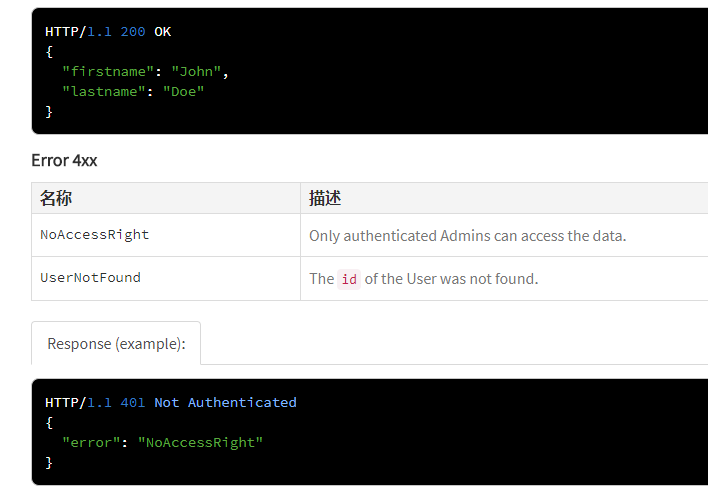 HTTP/1.1 200 OK
{
  "firstname": "John",
  "lastname": "Doe"
}
Error 4xx
名称 描述
NoAccessRight Only authenticated Admins can access the data.
UserNotFound The id of the User was not found.
Response (example):
HTTP/1.1 401 Not Authenticated
{
  "error": "NoAccessRight"
}